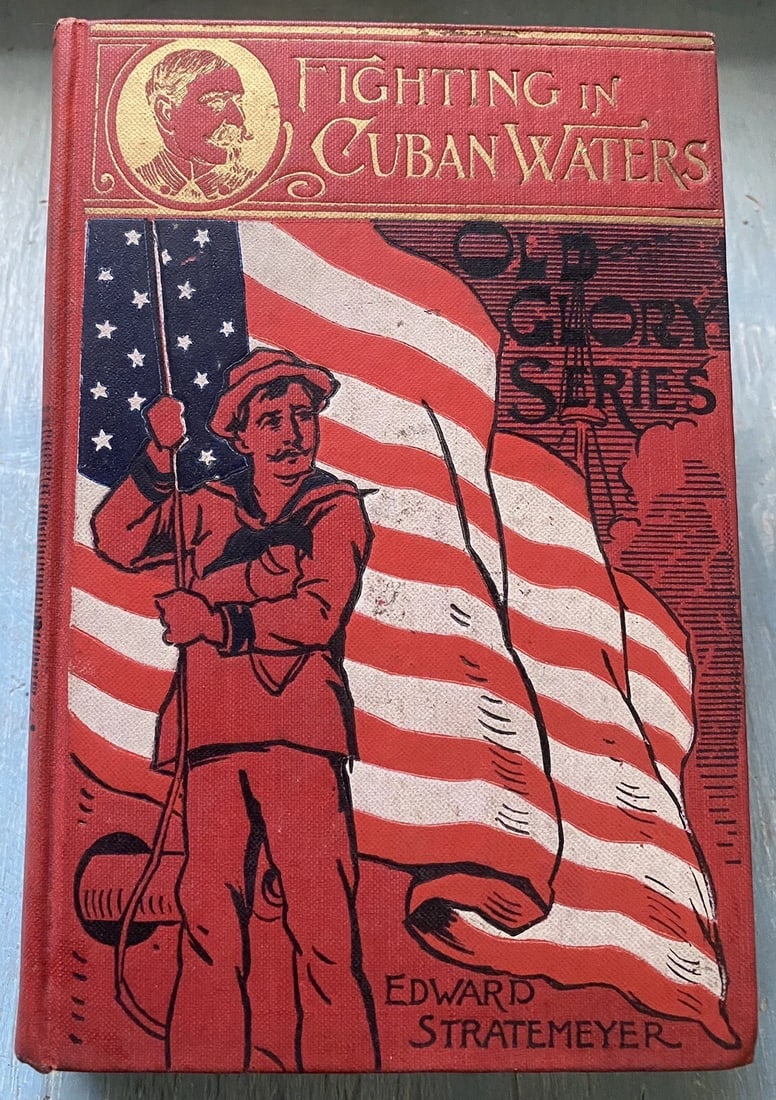 FIGHTING IN
CUBAN WATERS
OLD
GLORY
SERIES
EDWARD
STRATEMEYER